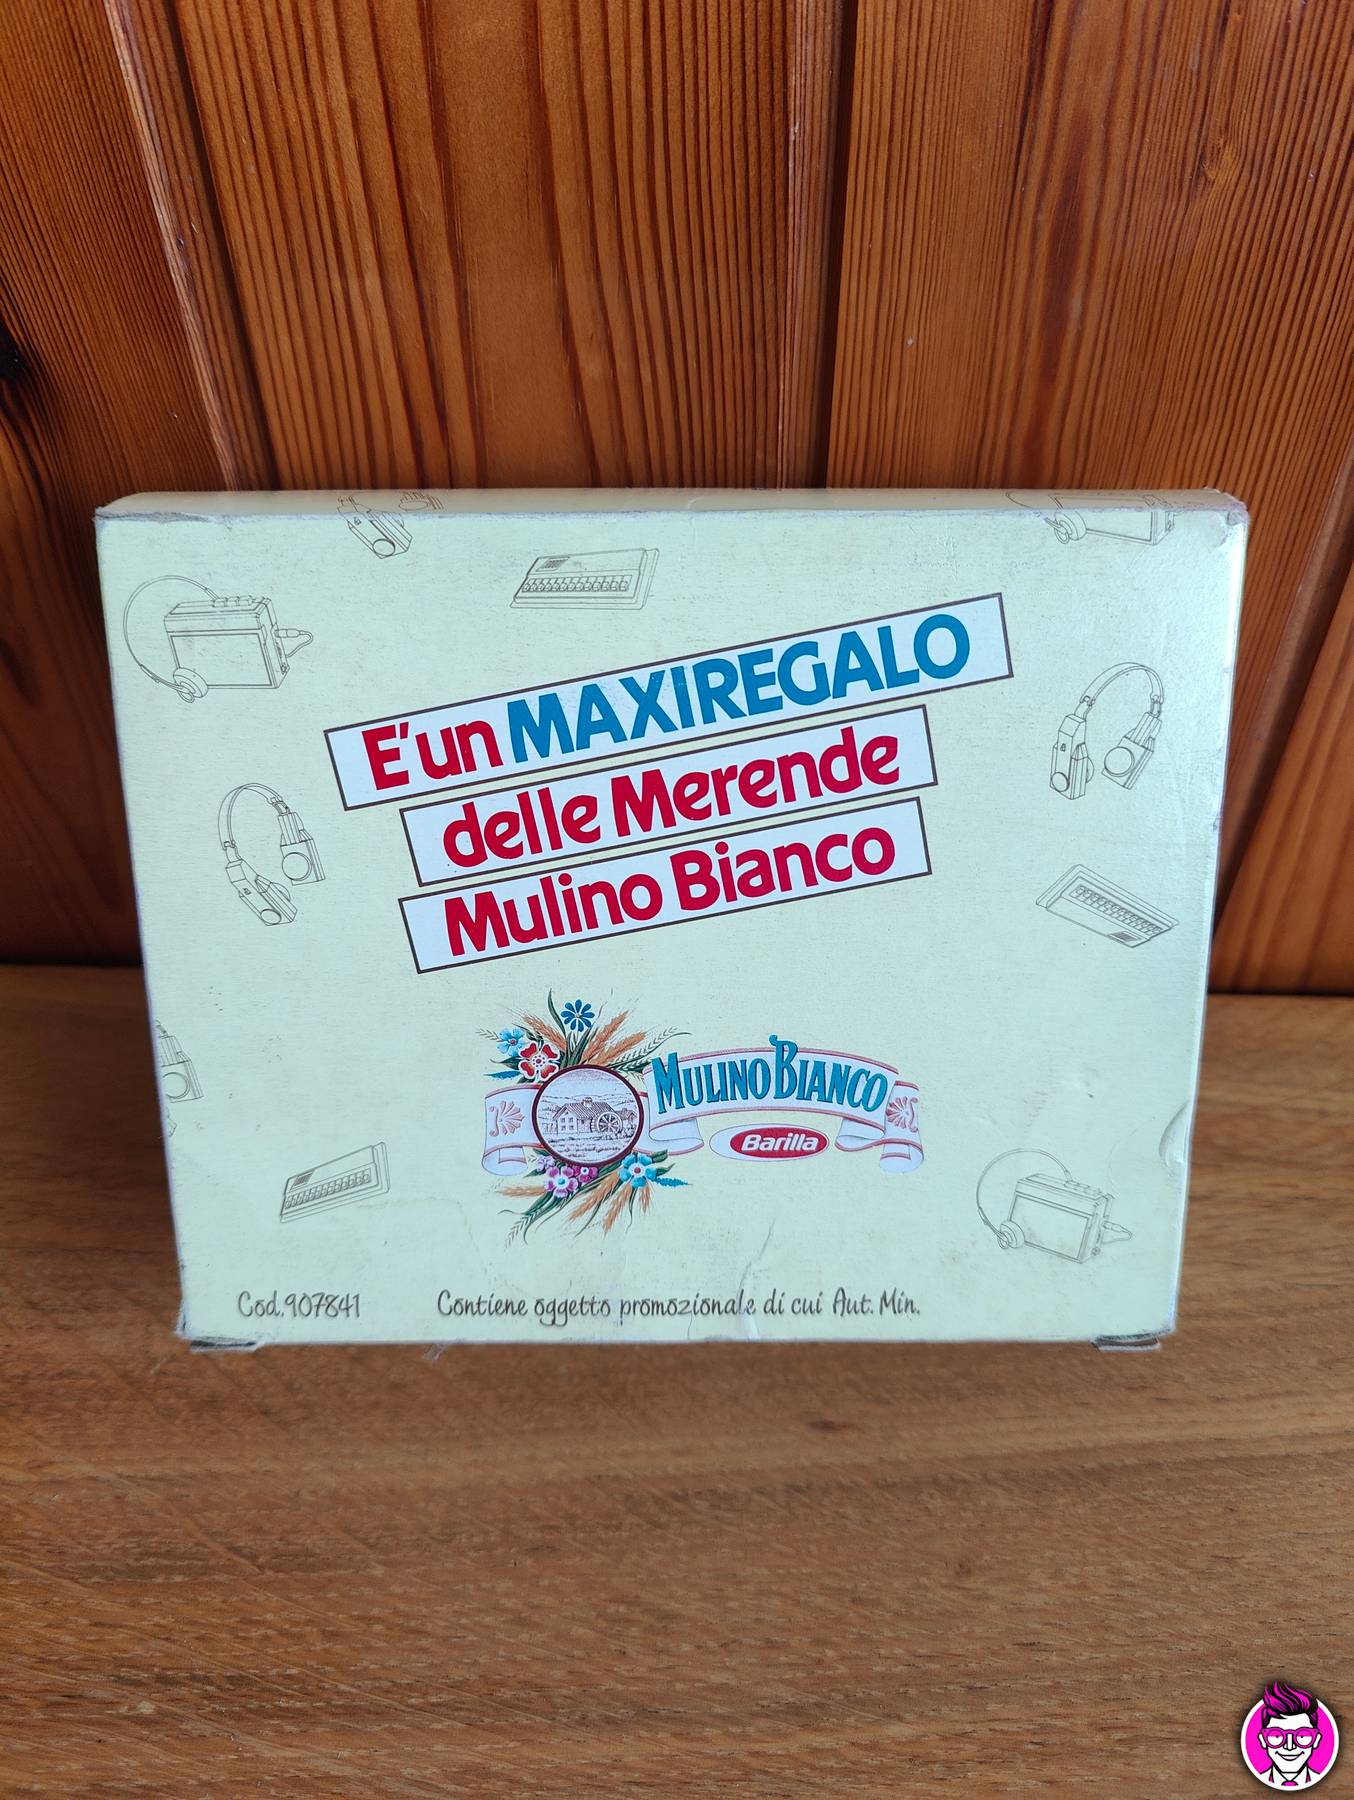 E'un MAXIREGALO
delle Merende
Mulino Bianco
MULINO BIANCO
Barilla
Cod.907841
Contiene oggetto promozionale di cui Aut. Min.